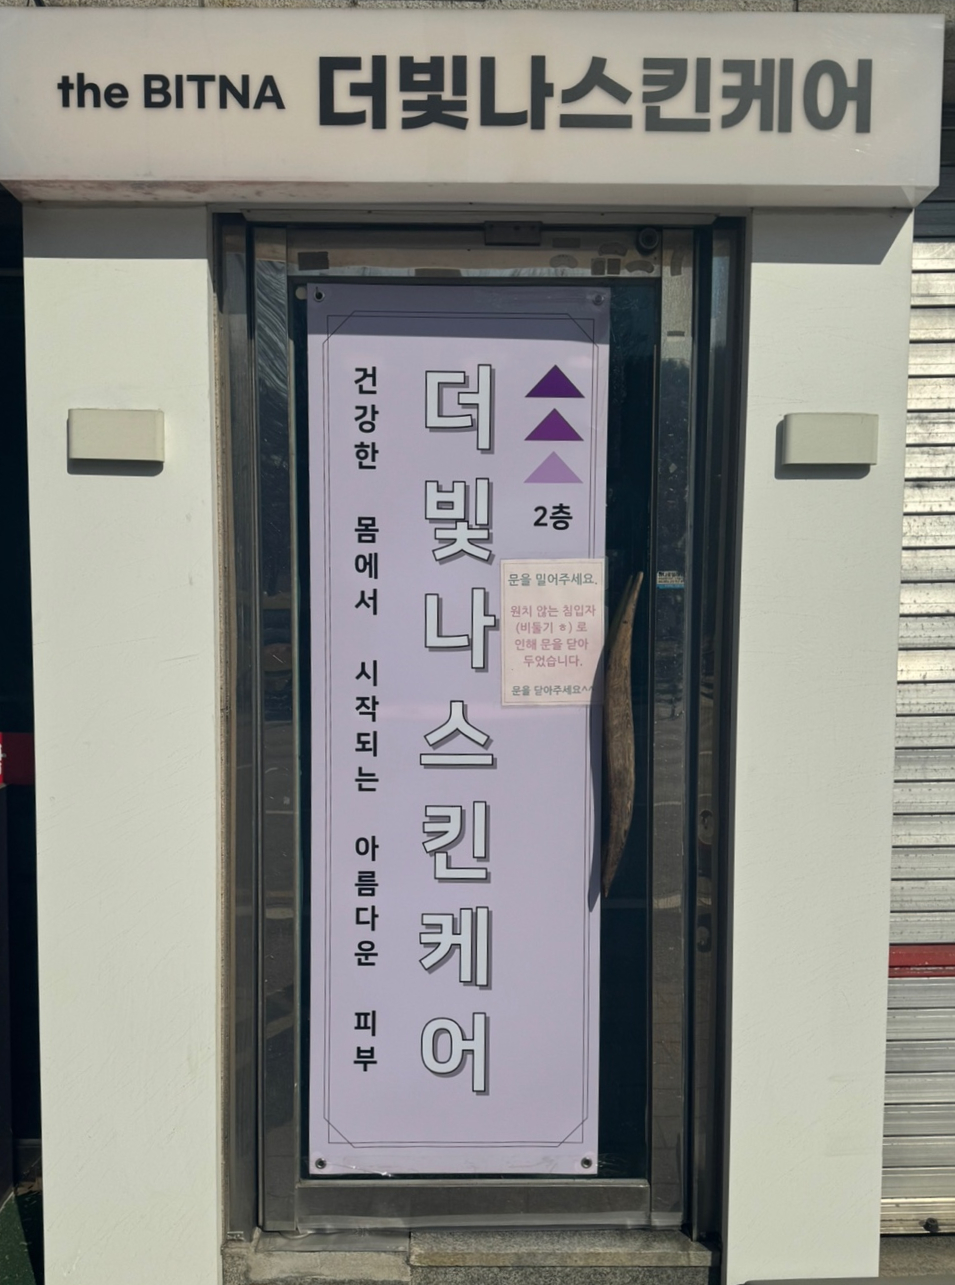 the BITNA 더빛나스킨케어
건강한 몸에서 시작되는 아름다운 피부
더빛나스킨케어
2층
문을 밀어주세요.
원치 않는 침입자
(비둘기 ㅎ) 로
인해 문을 닫아
두었습니다.
문을 닫아주세요^^